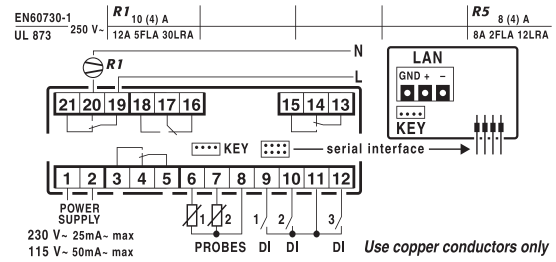 EN60730-1
UL 873
250 V~
R1 10 (4) A
12A 5FLA 30LRA
R5 8 (4) A
8A 2FLA 12LRA
N
R1
L
LAN
GND + −
KEY
21 20 19 18 17 16 15 14 13
KEY
serial interface
1 2 3 4 5 6 7 8 9 10 11 12
POWER
SUPPLY
1 2 1 2 3
230 V~ 25mA~ max
115 V~ 50mA~ max
PROBES DI DI DI
Use copper conductors only